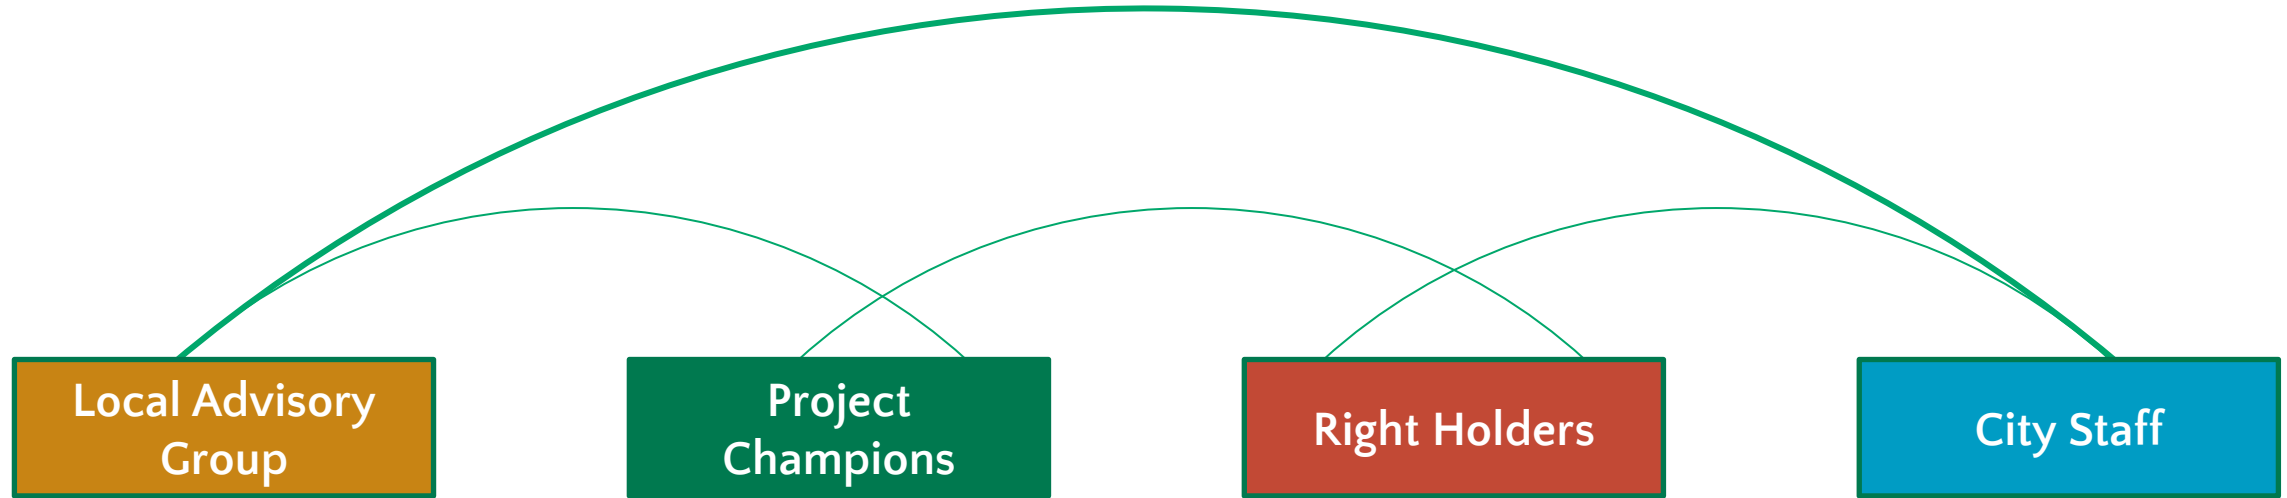 Local Advisory
Group
Project
Champions
Right Holders
City Staff